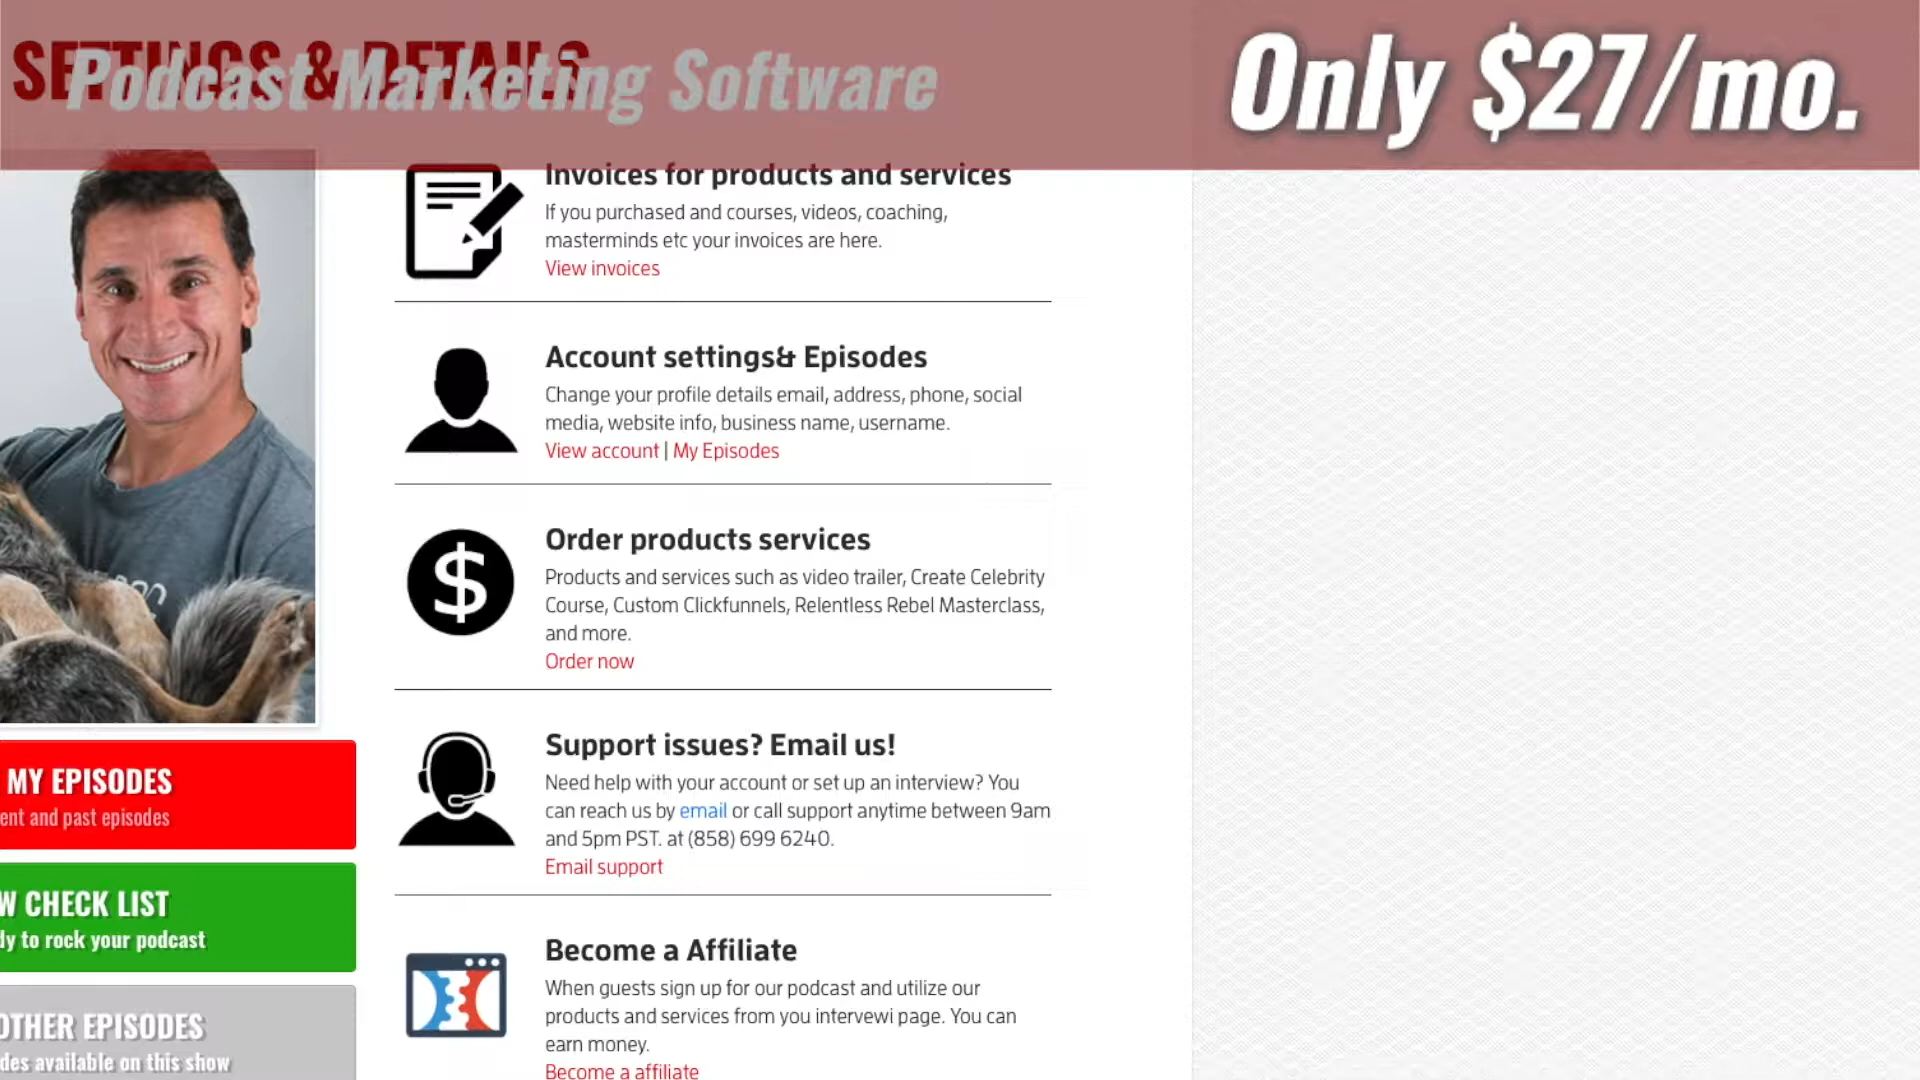 SETTINGS & DETAILS
Podcast Marketing Software
Only $27/mo.
Invoices for products and services
If you purchased and courses, videos, coaching,
masterminds etc your invoices are here.
View invoices
Account settings& Episodes
Change your profile details email, address, phone, social
media, website info, business name, username.
View account | My Episodes
Order products services
Products and services such as video trailer, Create Celebrity
Course, Custom Clickfunnels, Relentless Rebel Masterclass,
and more.
Order now
Support issues? Email us!
Need help with your account or set up an interview? You
can reach us by email or call support anytime between 9am
and 5pm PST. at (858) 699 6240.
Email support
Become a Affiliate
When guests sign up for our podcast and utilize our
products and services from you intervewi page. You can
earn money.
Become a affiliate
MY EPISODES
ent and past episodes
W CHECK LIST
dy to rock your podcast
OTHER EPISODES
des available on this show